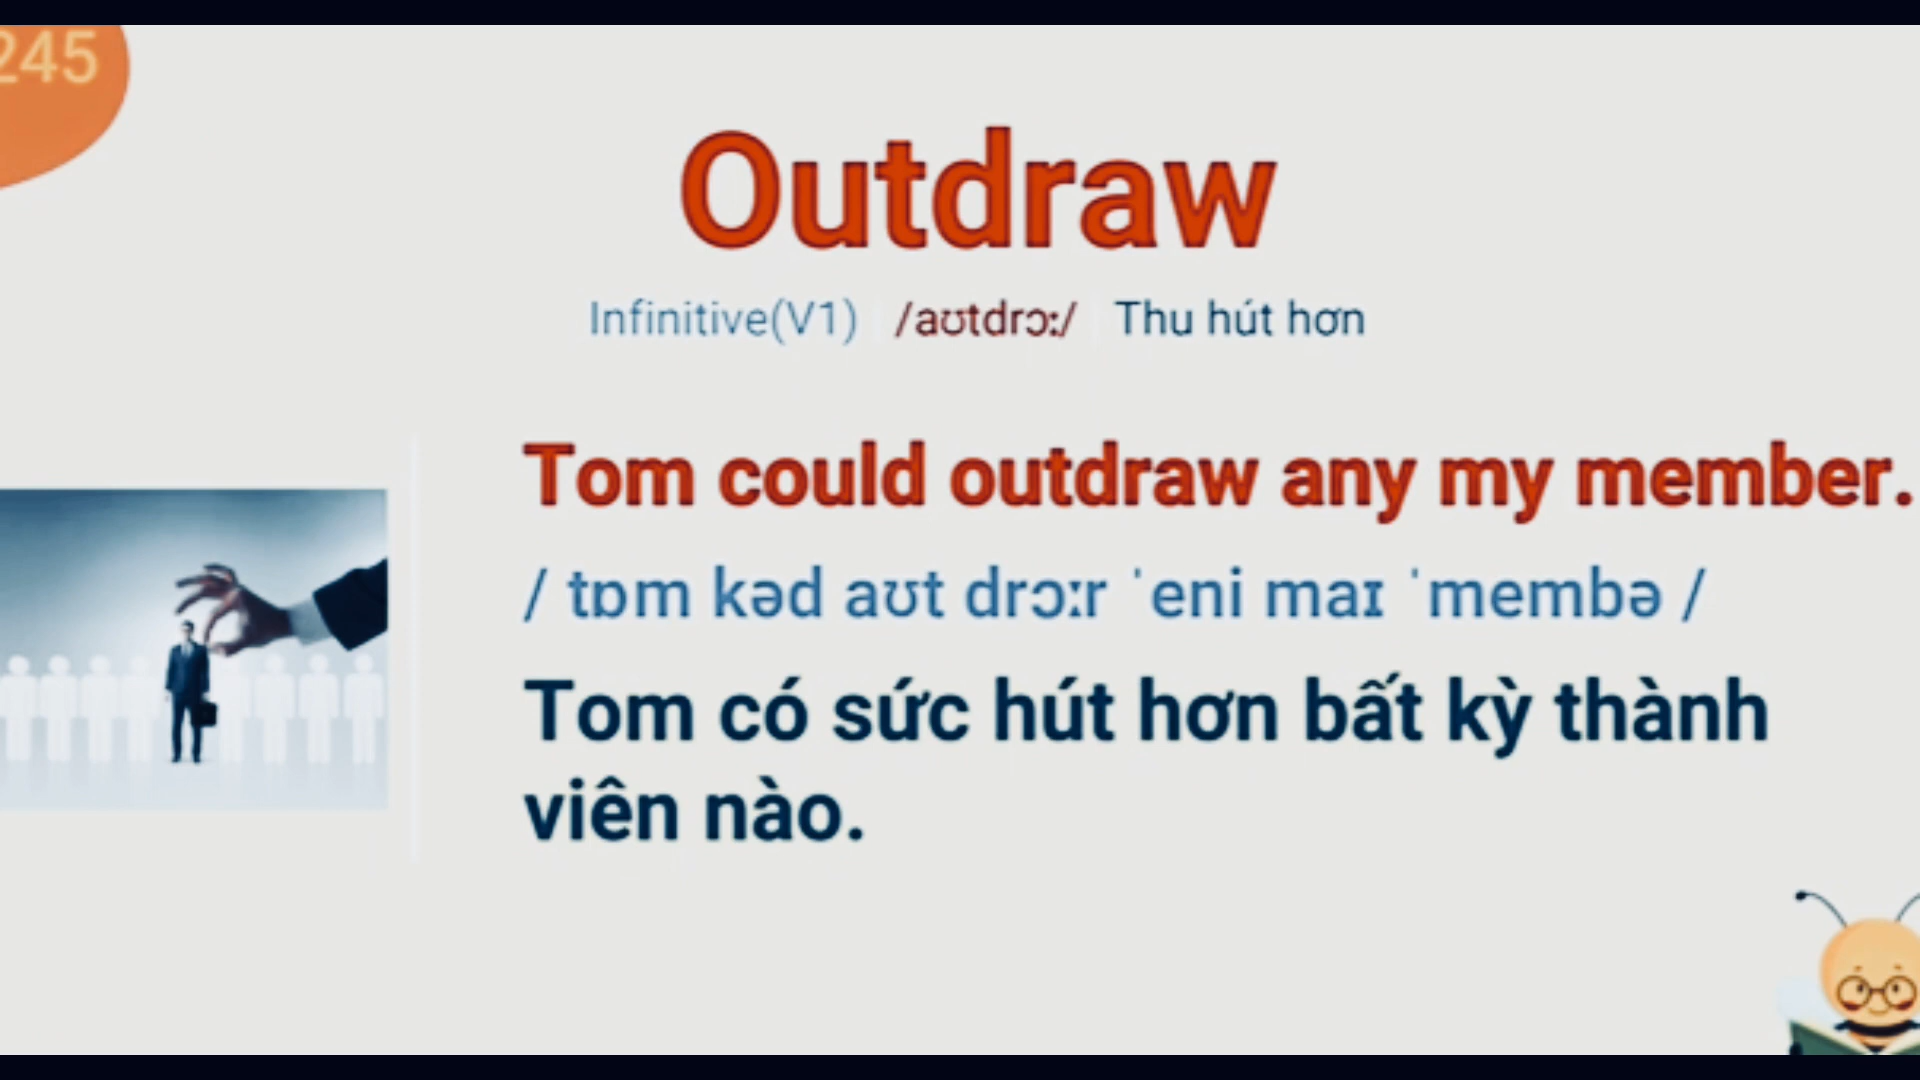 245
Outdraw
Infinitive(V1) /aʊtdrɔː/ Thu hút hơn
Tom could outdraw any my member.
/ tɒm kəd aʊt drɔːr ˈeni maɪ ˈmembə /
Tom có sức hút hơn bất kỳ thành
viên nào.